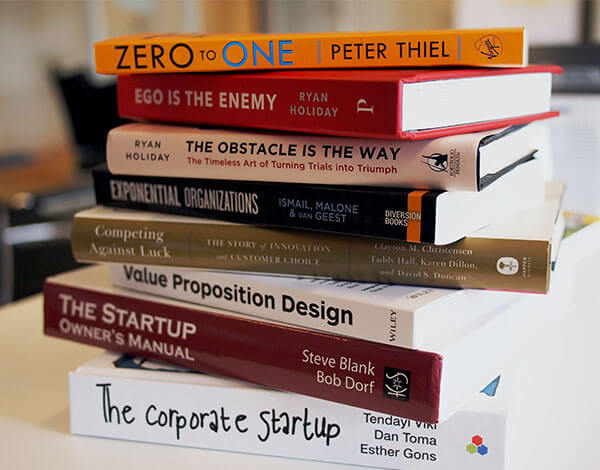 ZERO TO ONE PETER THIEL
EGO IS THE ENEMY RYAN HOLIDAY P
RYAN HOLIDAY THE OBSTACLE IS THE WAY
The Timeless Art of Turning Trials into Triumph
PORTFOLIO PENGUIN
EXPONENTIAL ORGANIZATIONS ISMAIL, MALONE & VAN GEEST DIVERSION BOOKS
Competing Against Luck
THE STORY OF INNOVATION AND CUSTOMER CHOICE
Clayton M. Christensen
Taddy Hall, Karen Dillon,
and David S. Duncan
HARPER BUSINESS
Value Proposition Design WILEY
THE STARTUP
OWNER'S MANUAL
Steve Blank
Bob Dorf
K&S
The corporate startup
Tendayi Viki
Dan Toma
Esther Gons